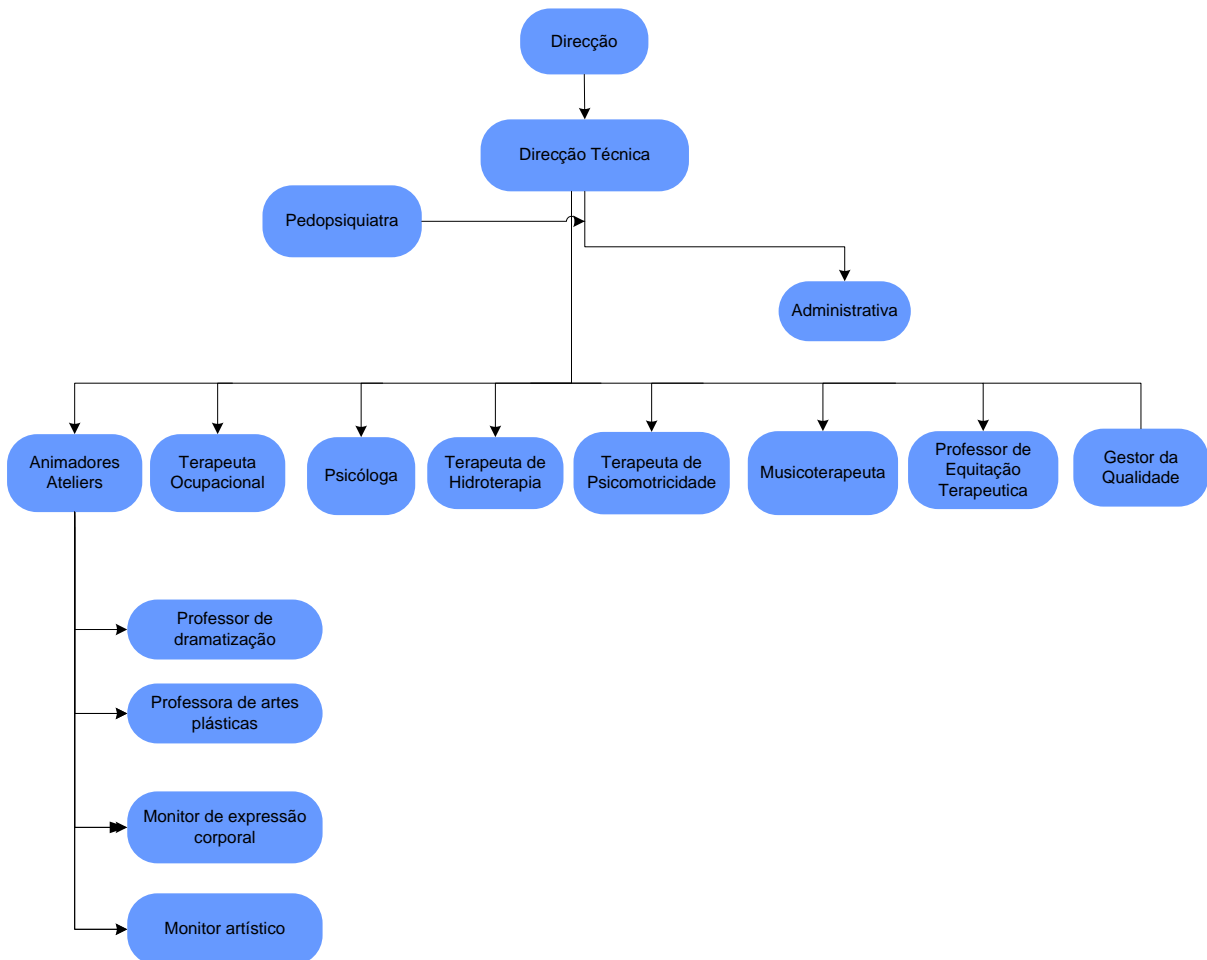 Direcção
Direcção Técnica
Pedopsiquiatra
Administrativa
Animadores
Ateliers
Terapeuta
Ocupacional
Psicóloga
Terapeuta de
Hidroterapia
Terapeuta de
Psicomotricidade
Musicoterapeuta
Professor de
Equitação
Terapeutica
Gestor da
Qualidade
Professor de
dramatização
Professora de artes
plásticas
Monitor de expressão
corporal
Monitor artístico